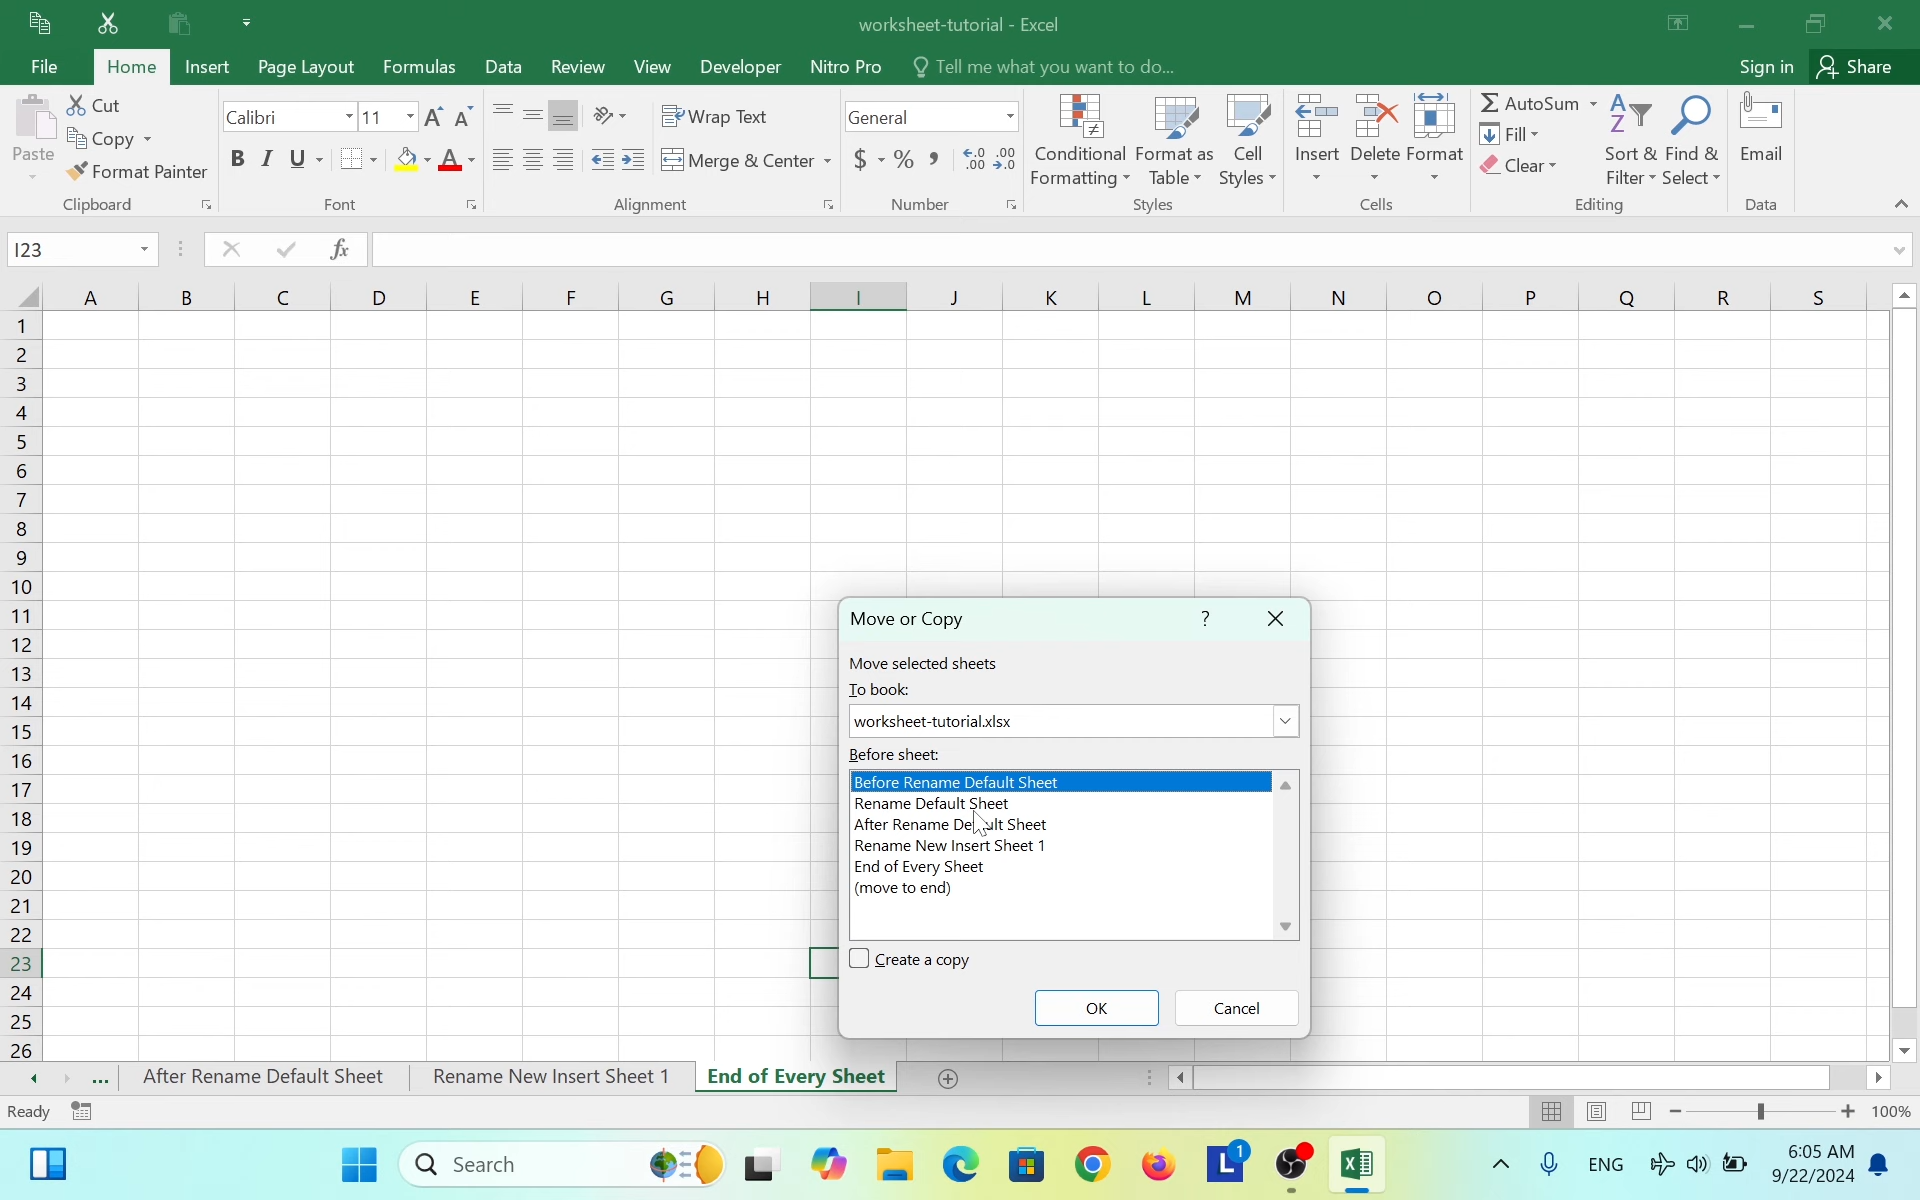 worksheet-tutorial - Excel
File Home Insert Page Layout Formulas Data Review View Developer Nitro Pro Tell me what you want to do... Sign in Share
Paste Cut Copy Format Painter Clipboard
Calibri 11 A A B I U A Font
Wrap Text Merge & Center Alignment
General $ % , .0 .00 .00 .0 Number
Conditional Formatting Format as Table Cell Styles Styles
Insert Delete Format Cells
AutoSum Fill Clear Sort & Filter Find & Select Editing
Email Data
I23 fx
A B C D E F G H I J K L M N O P Q R S
1
2
3
4
5
6
7
8
9
10
11
12
13
14
15
16
17
18
19
20
21
22
23
24
25
26
Move or Copy ?
Move selected sheets
To book:
worksheet-tutorial.xlsx
Before sheet:
Before Rename Default Sheet
Rename Default Sheet
After Rename Default Sheet
Rename New Insert Sheet 1
End of Every Sheet
(move to end)
Create a copy
OK Cancel
... After Rename Default Sheet Rename New Insert Sheet 1 End of Every Sheet
Ready 100%
Search L 1 ENG 6:05 AM
9/22/2024